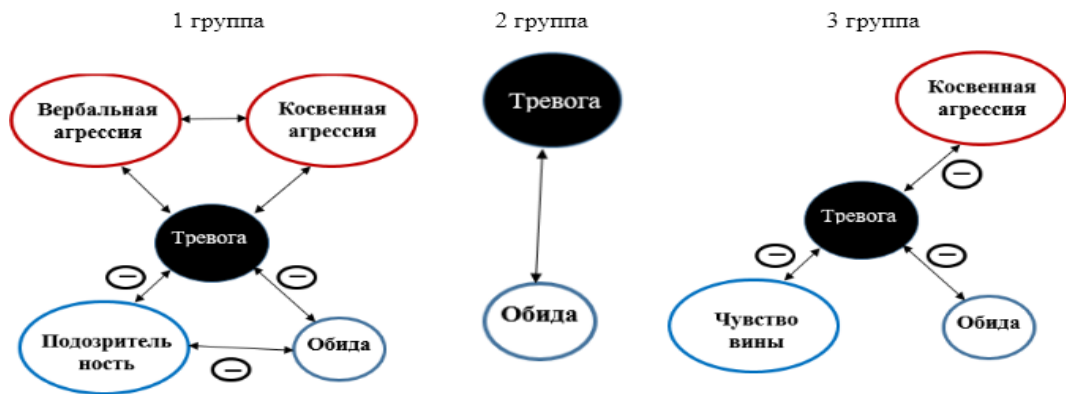 1 группа
2 группа
3 группа
Вербальная
агрессия
Косвенная
агрессия
Тревога
−
−
Подозритель
ность
−
Обида
Тревога
Обида
Косвенная
агрессия
−
Тревога
−
−
Чувство
вины
Обида